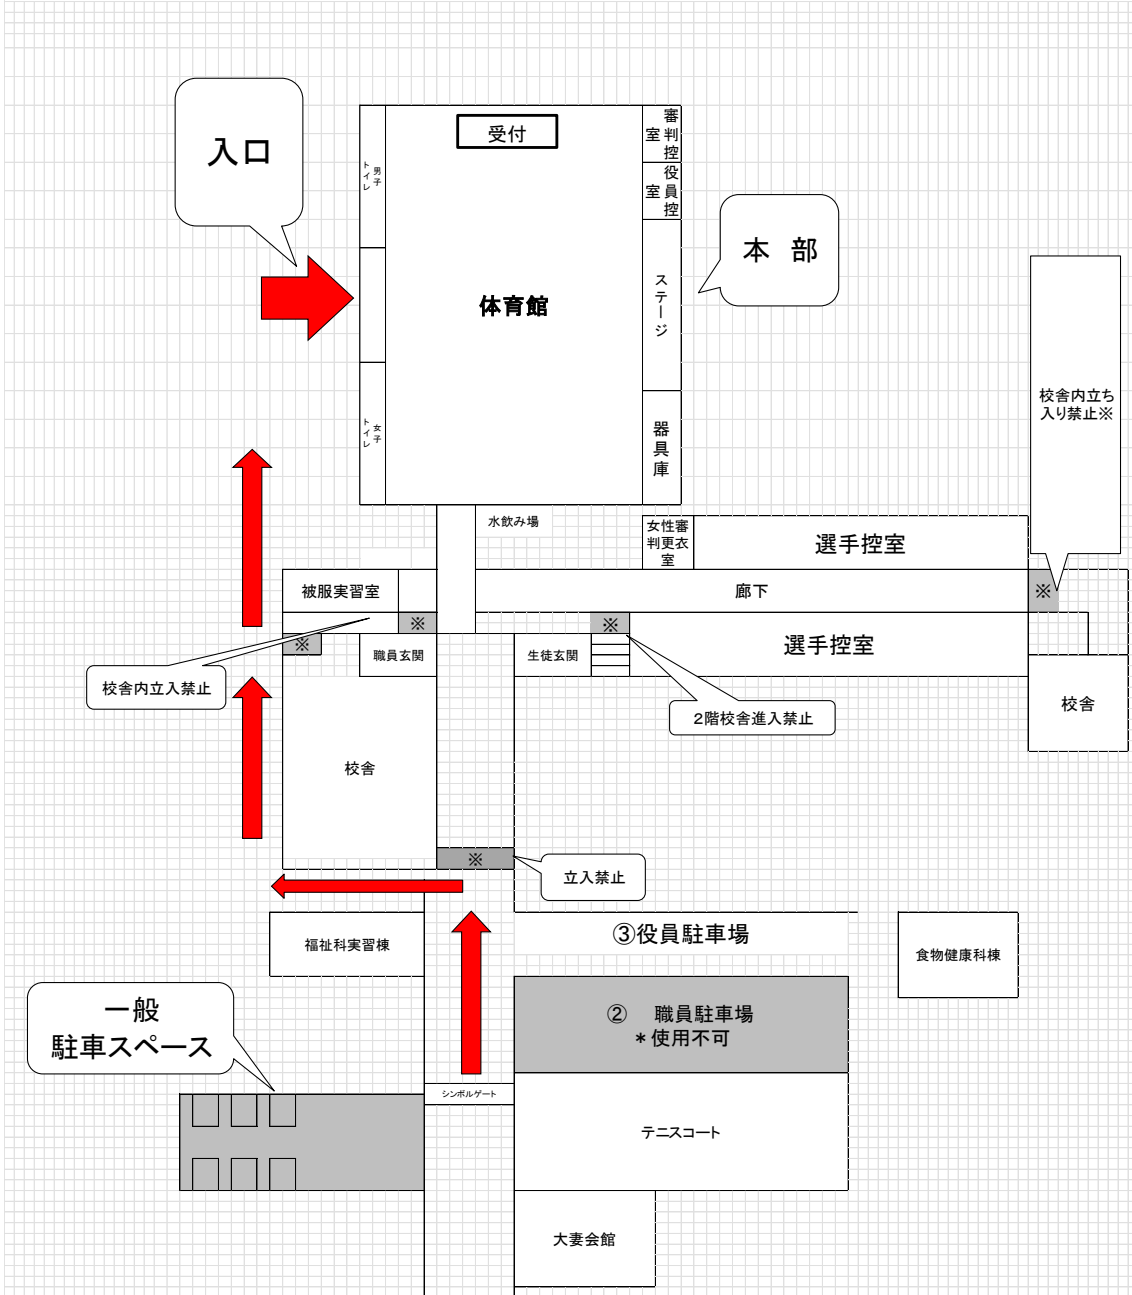 入口
受付
審判控
室
役員控
室
男子
トイレ
本 部
ステージ
体育館
校舎内立ち
入り禁止※
女子
トイレ
器具庫
水飲み場
女性審
判更衣
室
選手控室
被服実習室
廊下
※
※
※
※
職員玄関
生徒玄関
選手控室
校舎内立入禁止
2階校舎進入禁止
校舎
校舎
※
立入禁止
③役員駐車場
福祉科実習棟
食物健康科棟
一般
駐車スペース
② 職員駐車場
＊使用不可
シンボルゲート
テニスコート
大妻会館